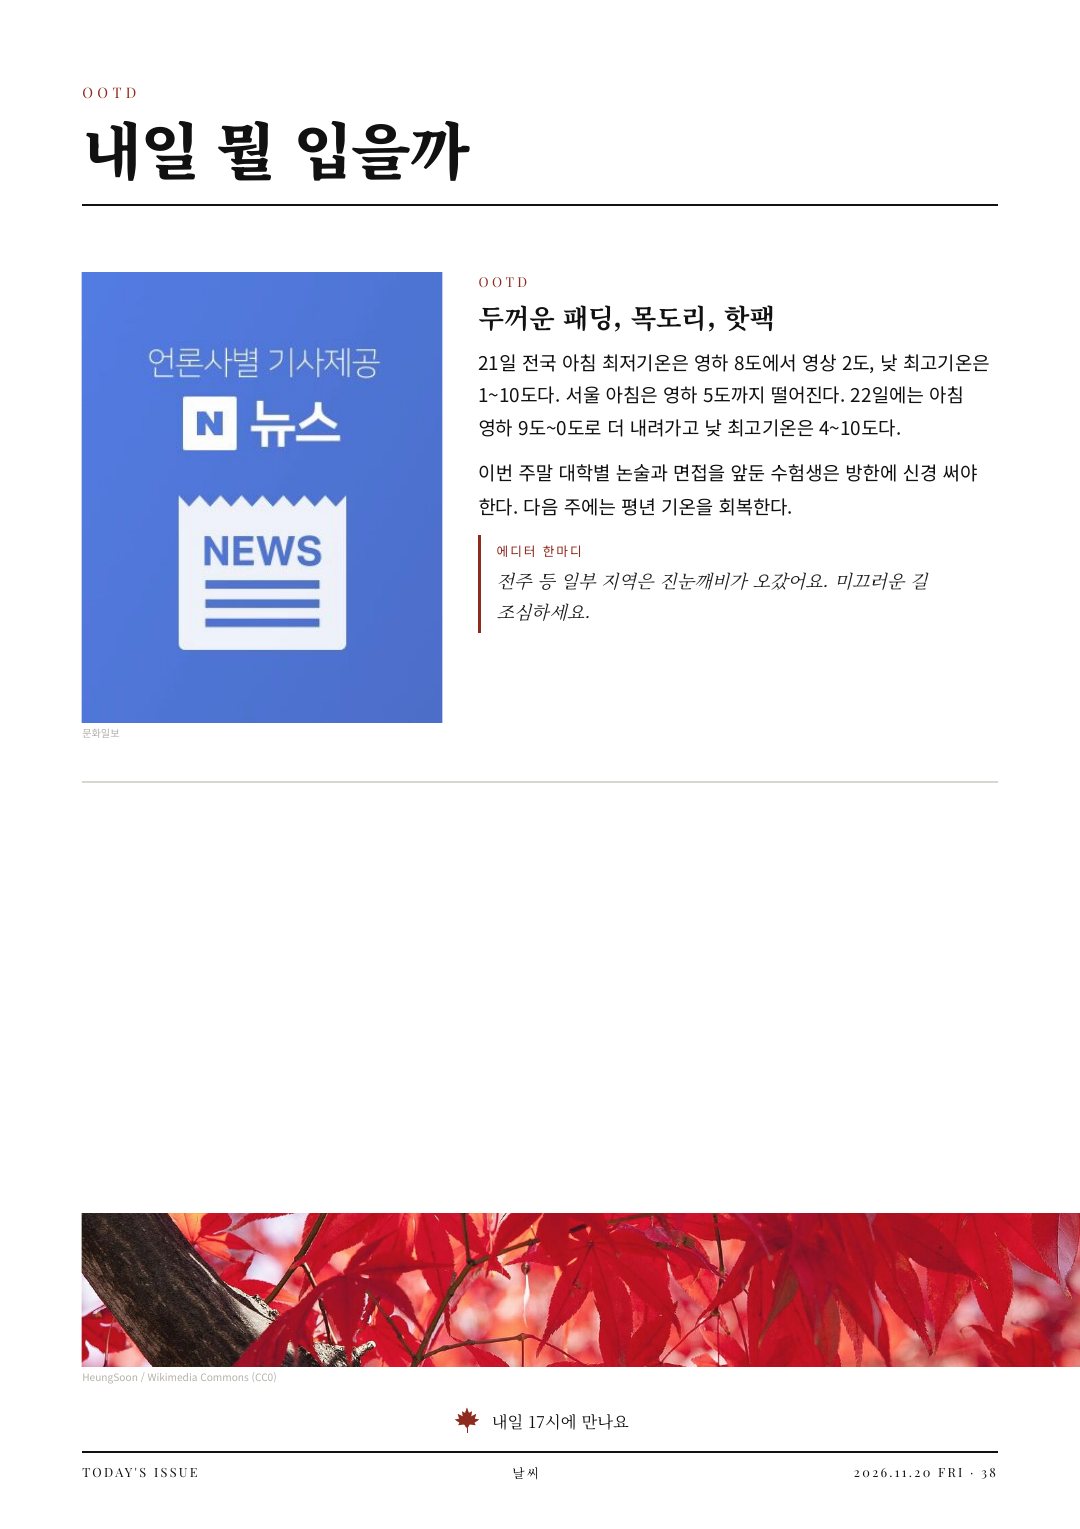 OOTD
내일 뭘 입을까
언론사별 기사제공
N 뉴스
NEWS
문화일보
OOTD
두꺼운 패딩, 목도리, 핫팩
21일 전국 아침 최저기온은 영하 8도에서 영상 2도, 낮 최고기온은
1~10도다. 서울 아침은 영하 5도까지 떨어진다. 22일에는 아침
영하 9도~0도로 더 내려가고 낮 최고기온은 4~10도다.
이번 주말 대학별 논술과 면접을 앞둔 수험생은 방한에 신경 써야
한다. 다음 주에는 평년 기온을 회복한다.
에디터 한마디
전주 등 일부 지역은 진눈깨비가 오갔어요. 미끄러운 길
조심하세요.
HeungSoon / Wikimedia Commons (CC0)
내일 17시에 만나요
TODAY'S ISSUE
날씨
2026.11.20 FRI · 38